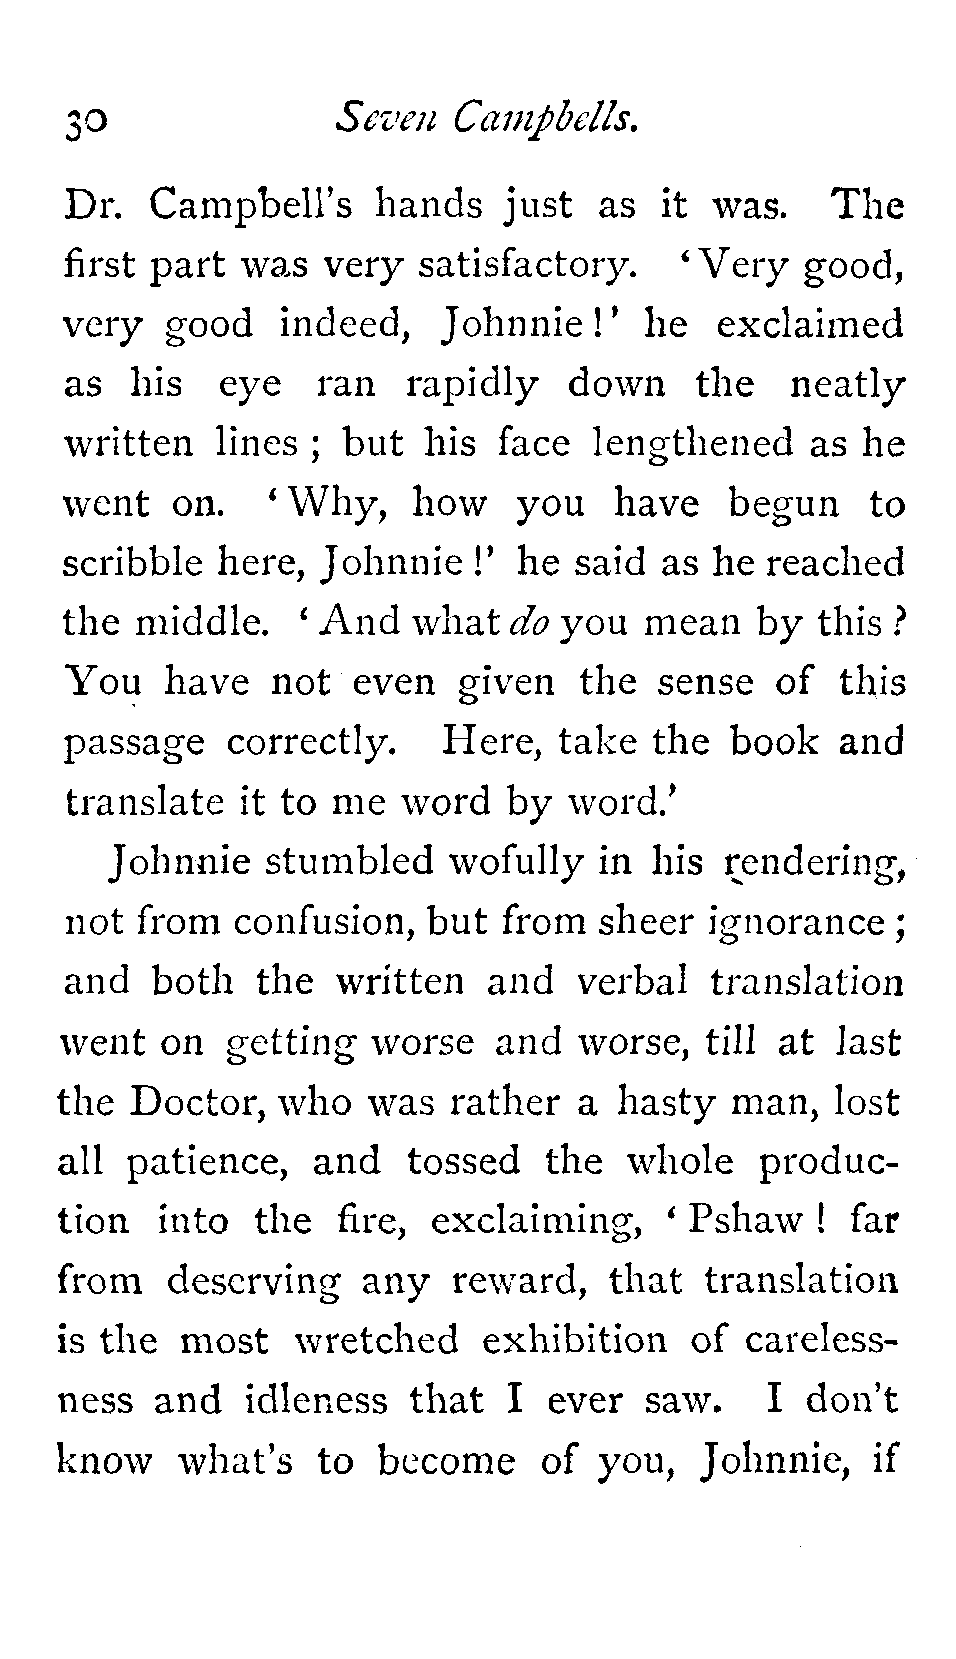 30 Seven Campbells.
Dr. Campbell's hands just as it was. The
first part was very satisfactory. ‘Very good,
very good indeed, Johnnie!’ he exclaimed
as his eye ran rapidly down the neatly
written lines; but his face lengthened as he
went on. ‘Why, how you have begun to
scribble here, Johnnie!’ he said as he reached
the middle. ‘And what do you mean by this?
You have not even given the sense of this
passage correctly. Here, take the book and
translate it to me word by word.’
Johnnie stumbled wofully in his rendering,
not from confusion, but from sheer ignorance;
and both the written and verbal translation
went on getting worse and worse, till at last
the Doctor, who was rather a hasty man, lost
all patience, and tossed the whole produc-
tion into the fire, exclaiming, ‘Pshaw! far
from deserving any reward, that translation
is the most wretched exhibition of careless-
ness and idleness that I ever saw. I don't
know what's to become of you, Johnnie, if